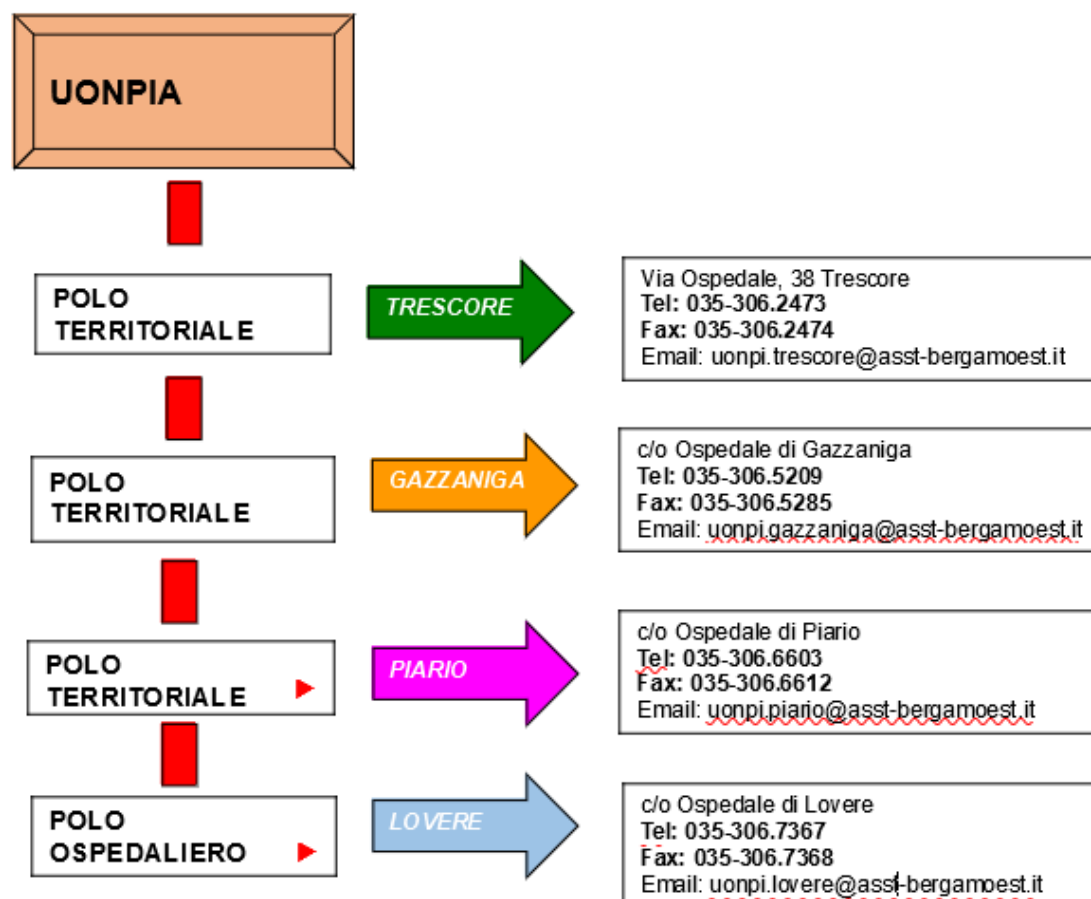 UONPIA
POLO
TERRITORIALE
TRESCORE
Via Ospedale, 38 Trescore
Tel: 035-306.2473
Fax: 035-306.2474
Email: uonpi.trescore@asst-bergamoest.it
POLO
TERRITORIALE
GAZZANIGA
c/o Ospedale di Gazzaniga
Tel: 035-306.5209
Fax: 035-306.5285
Email: uonpi.gazzaniga@asst-bergamoest.it
POLO
TERRITORIALE
PIARIO
c/o Ospedale di Piario
Tel: 035-306.6603
Fax: 035-306.6612
Email: uonpi.piario@asst-bergamoest.it
POLO
OSPEDALIERO
LOVERE
c/o Ospedale di Lovere
Tel: 035-306.7367
Fax: 035-306.7368
Email: uonpi.lovere@asst-bergamoest.it